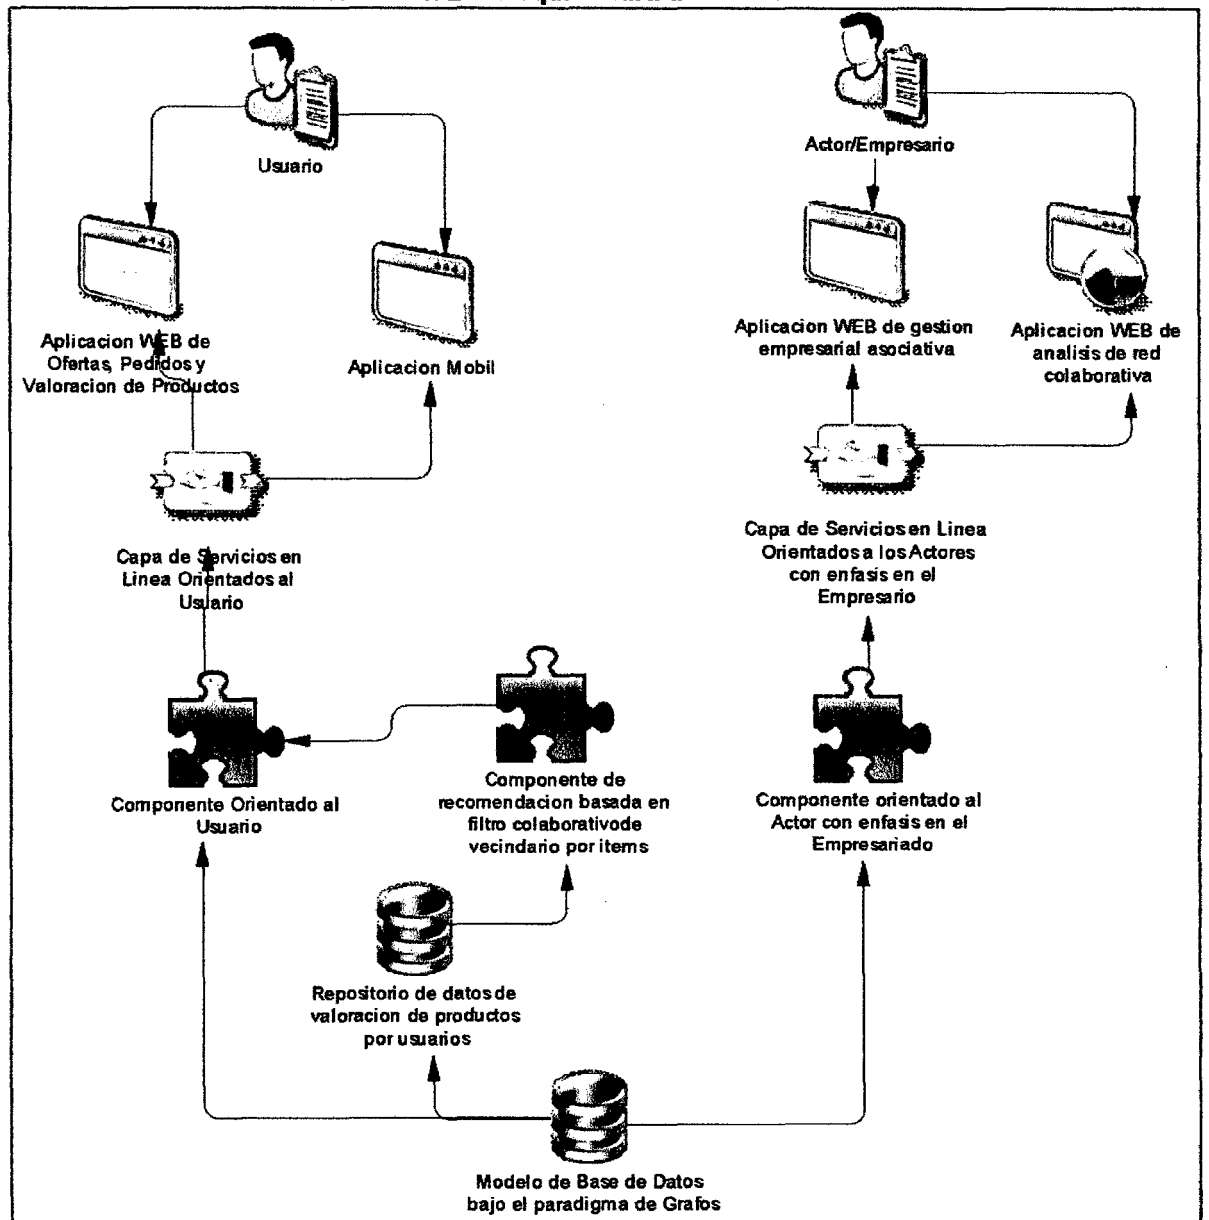 Usuario
Actor/Empresario
Aplicacion WEB de
Ofertas, Pedidos y
Valoracion de Productos
Aplicacion Mobil
Aplicacion WEB de gestion
empresarial asociativa
Aplicacion WEB de
analisis de red
colaborativa
Capa de Servicios en
Linea Orientados al
Usuario
Capa de Servicios en Linea
Orientados a los Actores
con enfasis en el
Empresario
Componente Orientado al
Usuario
Componente de
recomendacion basada en
filtro colaborativode
vecindario por items
Componente orientado al
Actor con enfasis en el
Empresariado
Repositorio de datos de
valoracion de productos
por usuarios
Modelo de Base de Datos
bajo el paradigma de Grafos